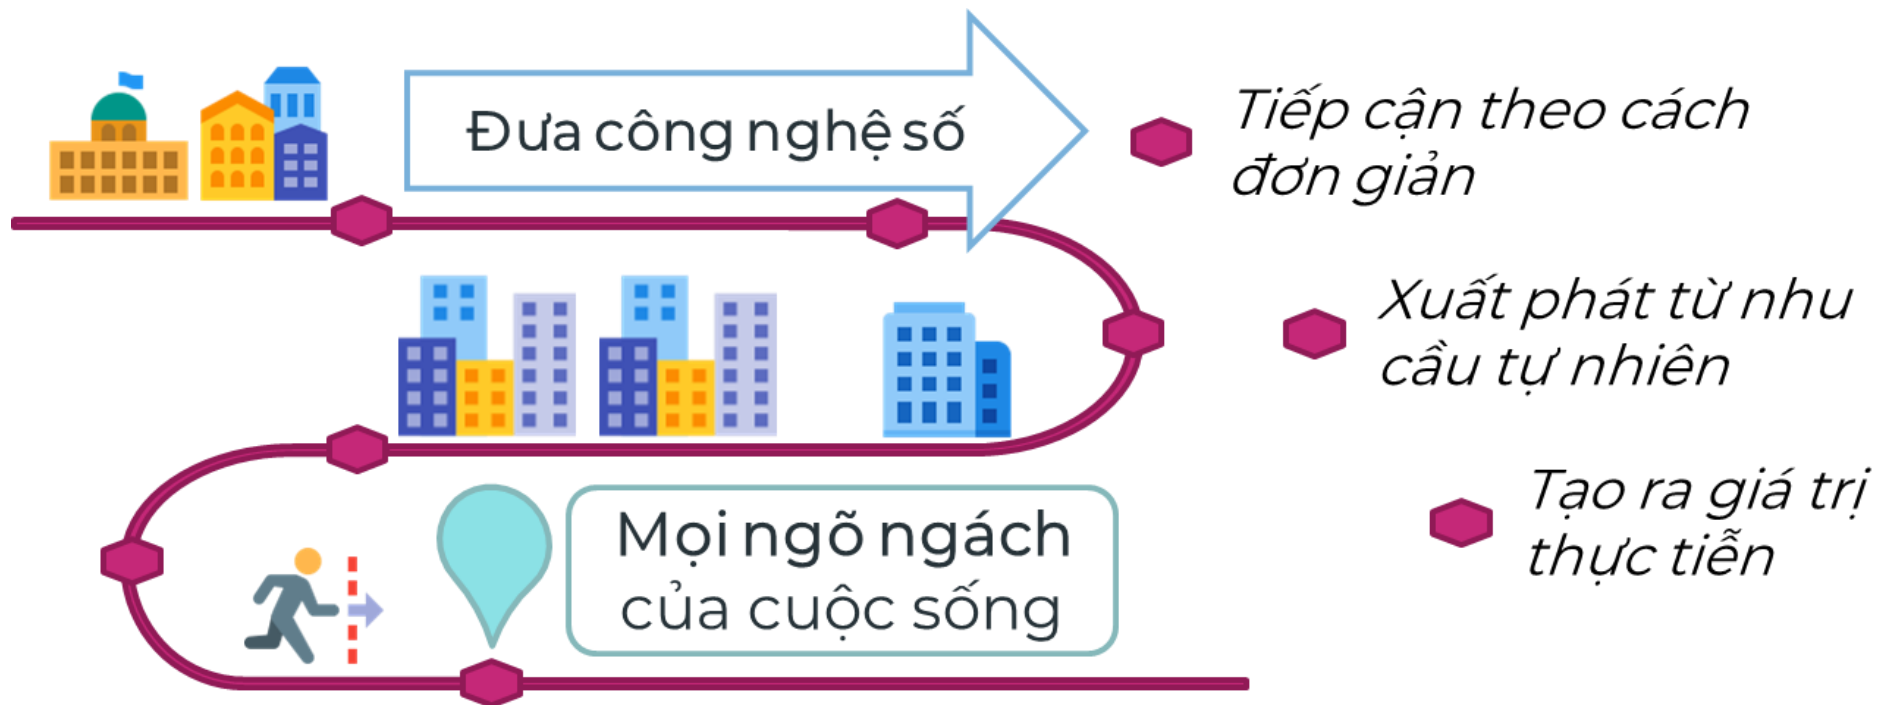 Đưa công nghệ số
Tiếp cận theo cách
đơn giản
Xuất phát từ nhu
cầu tự nhiên
Mọi ngõ ngách
của cuộc sống
Tạo ra giá trị
thực tiễn